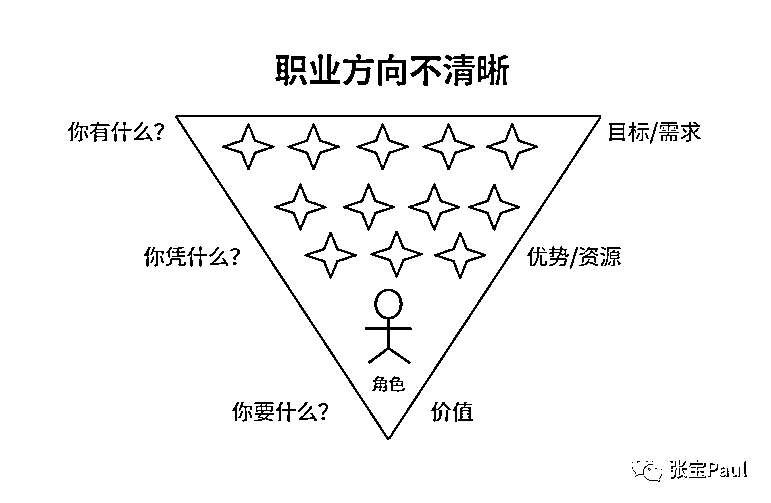 职业方向不清晰
你有什么？
目标/需求
你凭什么？
优势/资源
角色
你要什么？
价值
张宝Paul